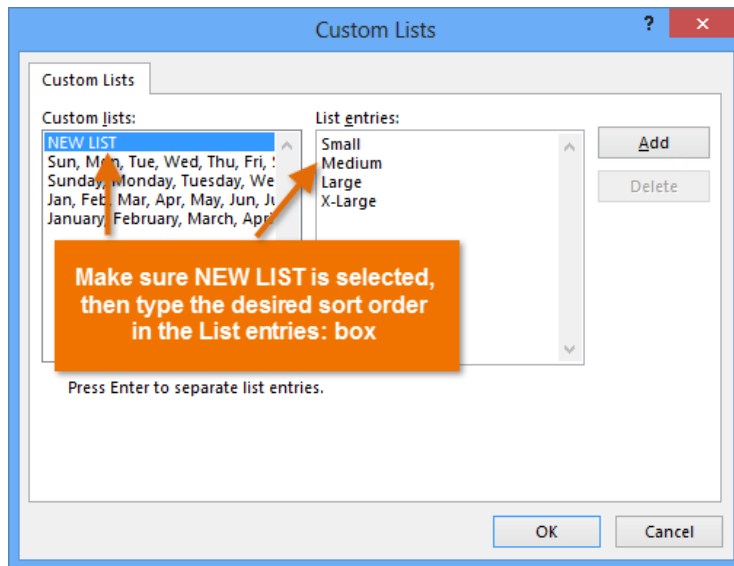 Custom Lists
?
Custom Lists
Custom lists:
List entries:
NEW LIST
Sun, Mon, Tue, Wed, Thu, Fri,
Sunday, Monday, Tuesday, We
Jan, Feb, Mar, Apr, May, Jun,
January, February, March,
Small
Medium
Large
X-Large
Add
Delete
Make sure NEW LIST is selected,
then type the desired sort order
in the List entries: box
Press Enter to separate list entries.
OK
Cancel